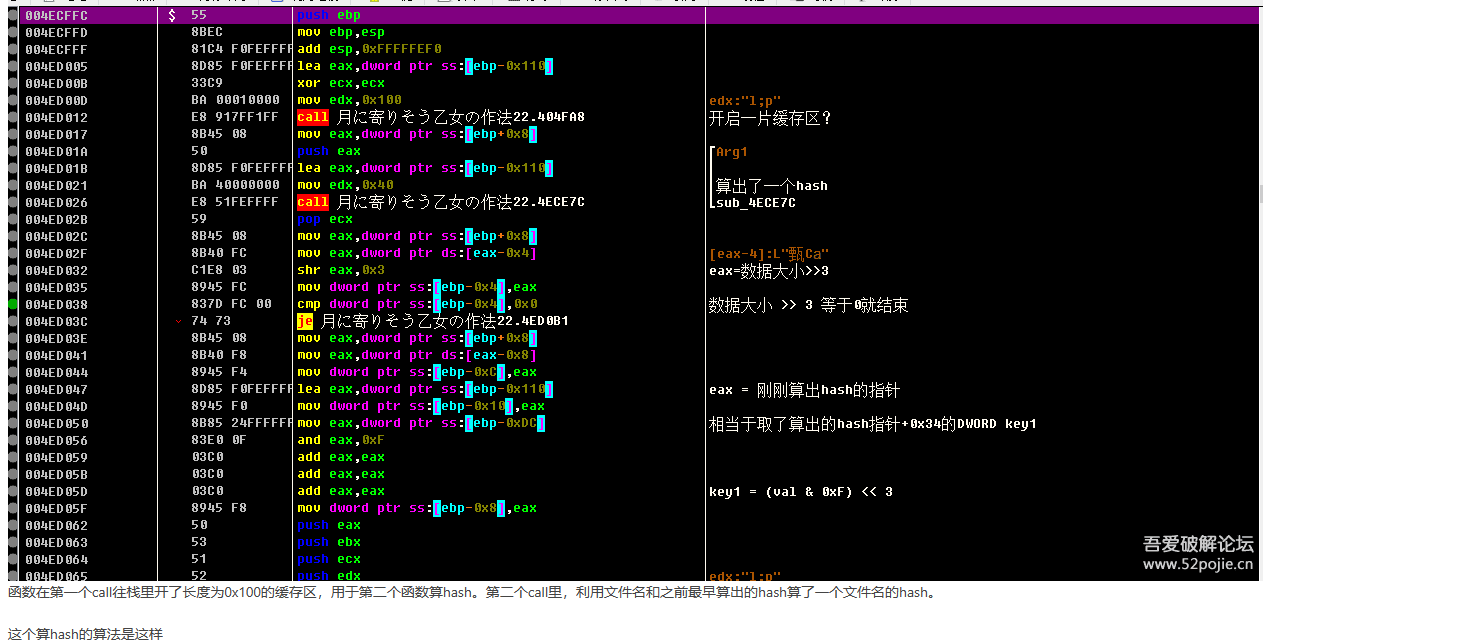 004ECFFC $ 55 push ebp
004ECFFD 8BEC mov ebp,esp
004ECFFF 81C4 F0FEFFFF add esp,0xFFFFFEF0
004ED005 8D85 F0FEFFFF lea eax,dword ptr ss:[ebp-0x110]
004ED00B 33C9 xor ecx,ecx
004ED00D BA 00010000 mov edx,0x100 edx:"l;p"
004ED012 E8 917FF1FF call 月に寄りそう乙女の作法22.404FA8 开启一片缓存区?
004ED017 8B45 08 mov eax,dword ptr ss:[ebp+0x8]
004ED01A 50 push eax Arg1
004ED01B 8D85 F0FEFFFF lea eax,dword ptr ss:[ebp-0x110]
004ED021 BA 40000000 mov edx,0x40 算出了一个hash
004ED026 E8 51FEFFFF call 月に寄りそう乙女の作法22.4ECE7C sub_4ECE7C
004ED02B 59 pop ecx
004ED02C 8B45 08 mov eax,dword ptr ss:[ebp+0x8]
004ED02F 8B40 FC mov eax,dword ptr ds:[eax-0x4] [eax-4]:L"甄Ca"
004ED032 C1E8 03 shr eax,0x3 eax=数据大小>>3
004ED035 8945 FC mov dword ptr ss:[ebp-0x4],eax
004ED038 837D FC 00 cmp dword ptr ss:[ebp-0x4],0x0 数据大小 >> 3 等于0就结束
004ED03C 74 73 je 月に寄りそう乙女の作法22.4ED0B1
004ED03E 8B45 08 mov eax,dword ptr ss:[ebp+0x8]
004ED041 8B40 F8 mov eax,dword ptr ds:[eax-0x8]
004ED044 8945 F4 mov dword ptr ss:[ebp-0xC],eax
004ED047 8D85 F0FEFFFF lea eax,dword ptr ss:[ebp-0x110] eax = 刚刚算出hash的指针
004ED04D 8945 F0 mov dword ptr ss:[ebp-0x10],eax
004ED050 8B85 24FFFFFF mov eax,dword ptr ss:[ebp-0xDC] 相当于取了算出的hash指针+0x34的DWORD key1
004ED056 83E0 0F and eax,0xF
004ED059 03C0 add eax,eax
004ED05B 03C0 add eax,eax
004ED05D 03C0 add eax,eax key1 = (val & 0xF) << 3
004ED05F 8945 F8 mov dword ptr ss:[ebp-0x8],eax
004ED062 50 push eax
004ED063 53 push ebx
004ED064 51 push ecx
004ED065 52 push edx edx:"l;p"
吾爱破解论坛
www.52pojie.cn
函数在第一个call往栈里开了长度为0x100的缓存区，用于第二个函数算hash。第二个call里，利用文件名和之前最早算出的hash算了一个文件名的hash。
这个算hash的算法是这样